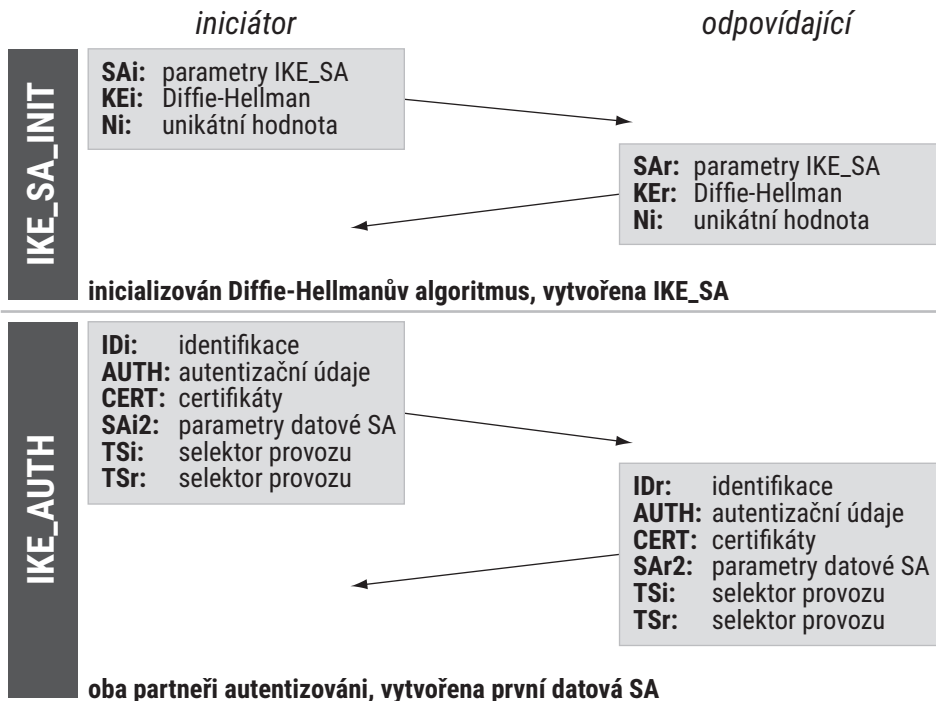 iniciátor
odpovídající
IKE_SA_INIT
SAi: parametry IKE_SA
KEi: Diffie-Hellman
Ni: unikátní hodnota
SAr: parametry IKE_SA
KEr: Diffie-Hellman
Ni: unikátní hodnota
inicializován Diffie-Hellmanův algoritmus, vytvořena IKE_SA
IKE_AUTH
IDi: identifikace
AUTH: autentizační údaje
CERT: certifikáty
SAi2: parametry datové SA
TSi: selektor provozu
TSr: selektor provozu
IDr: identifikace
AUTH: autentizační údaje
CERT: certifikáty
SAr2: parametry datové SA
TSi: selektor provozu
TSr: selektor provozu
oba partneři autentizováni, vytvořena první datová SA